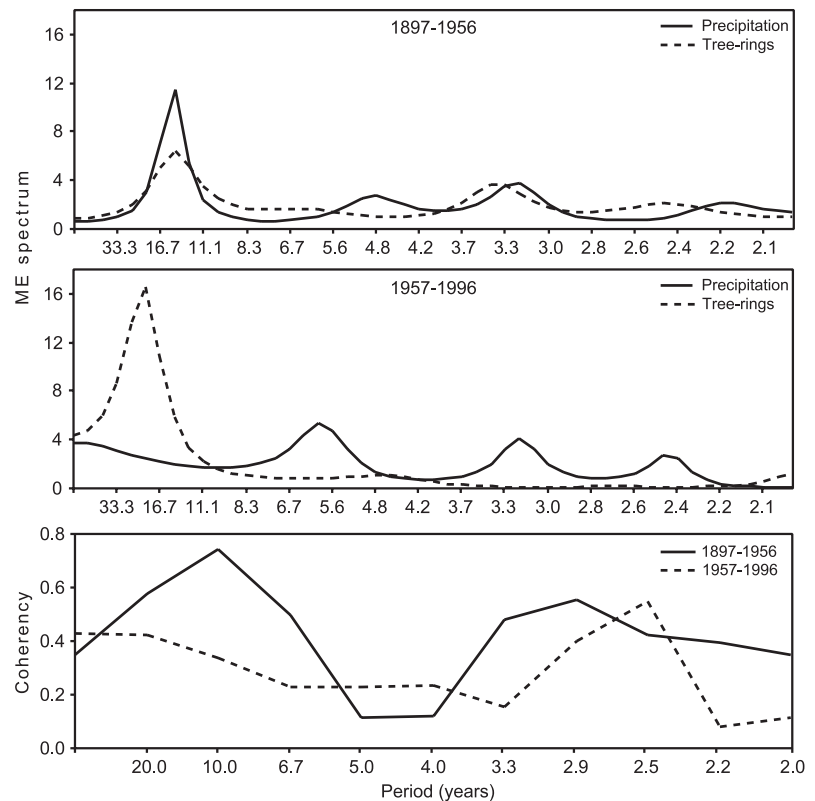 1897-1956
Precipitation
Tree-rings
16
12
8
4
0
33.3 16.7 11.1 8.3 6.7 5.6 4.8 4.2 3.7 3.3 3.0 2.8 2.6 2.4 2.2 2.1
ME spectrum
1957-1996
Precipitation
Tree-rings
16
12
8
4
0
33.3 16.7 11.1 8.3 6.7 5.6 4.8 4.2 3.7 3.3 3.0 2.8 2.6 2.4 2.2 2.1
1897-1956
1957-1996
Coherency
0.8
0.6
0.4
0.2
0.0
20.0 10.0 6.7 5.0 4.0 3.3 2.9 2.5 2.2 2.0
Period (years)